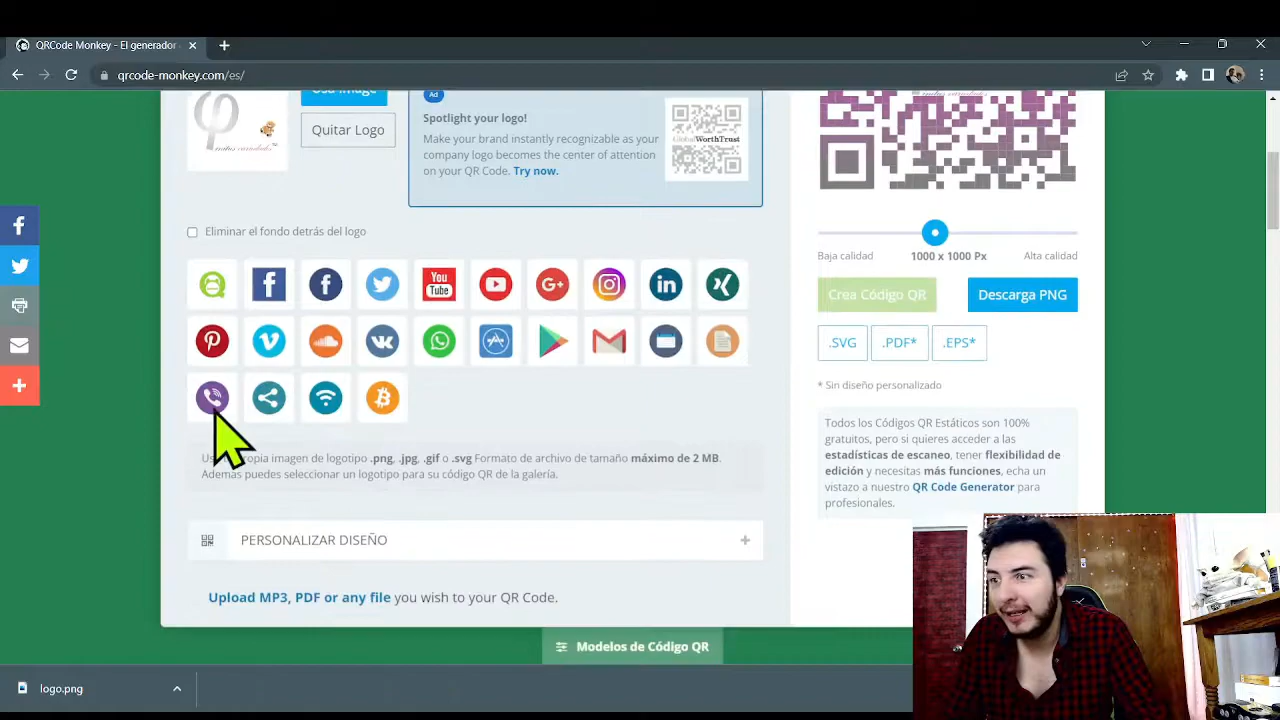 QRCode Monkey - El generador
qrcode-monkey.com/es/
Quitar Logo
Ad
Spotlight your logo!
Make your brand instantly recognizable as your
company logo becomes the center of attention
on your QR Code. Try now.
GlobalWorthTrust
Eliminar el fondo detrás del logo
You
Tube
Baja calidad
1000 x 1000 Px
Alta calidad
Crea Código QR
Descarga PNG
.SVG
.PDF*
.EPS*
* Sin diseño personalizado
Todos los Códigos QR Estáticos son 100%
gratuitos, pero si quieres acceder a las
estadísticas de escaneo, tener flexibilidad de
edición y necesitas más funciones, echa un
vistazo a nuestro QR Code Generator para
profesionales.
imagen de logotipo .png, .jpg, .gif o .svg Formato de archivo de tamaño máximo de 2 MB.
Además puedes seleccionar un logotipo para su código QR de la galería.
PERSONALIZAR DISEÑO
Upload MP3, PDF or any file you wish to your QR Code.
Modelos de Código QR
logo.png